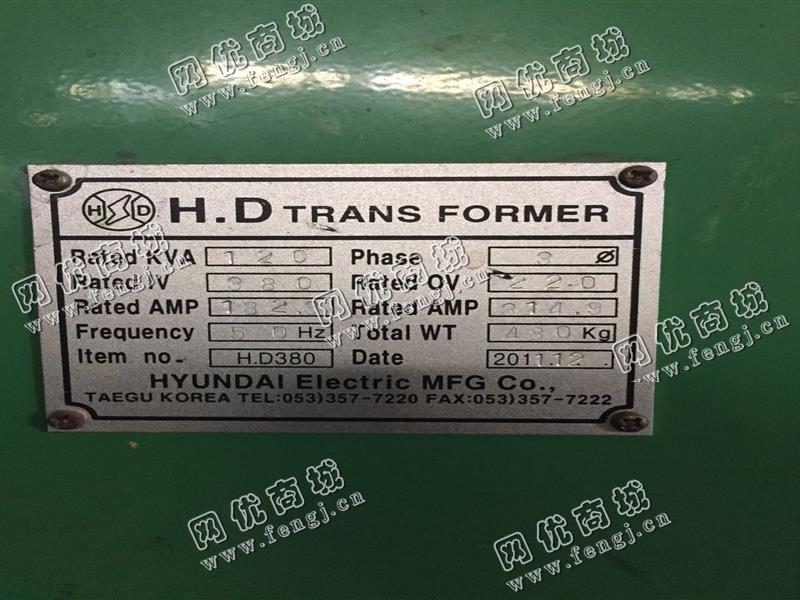 网优商城
www.fengj.cn
网优商城
www.fengj.cn
HSD H.D TRANS FORMER
Rated KVA 120 Phase 3 Ø
Rated IV 380 Rated OV 220
Rated AMP Rated AMP 314.9
Frequency 50 Hz Total WT 480 Kg
Item no. H.D380 Date 2011.12.
HYUNDAI Electric MFG Co.,
TAEGU KOREA TEL:053)357-7220 FAX:053)357-7222
网优商城
www.fengj.cn
网优商城
www.fengj.cn